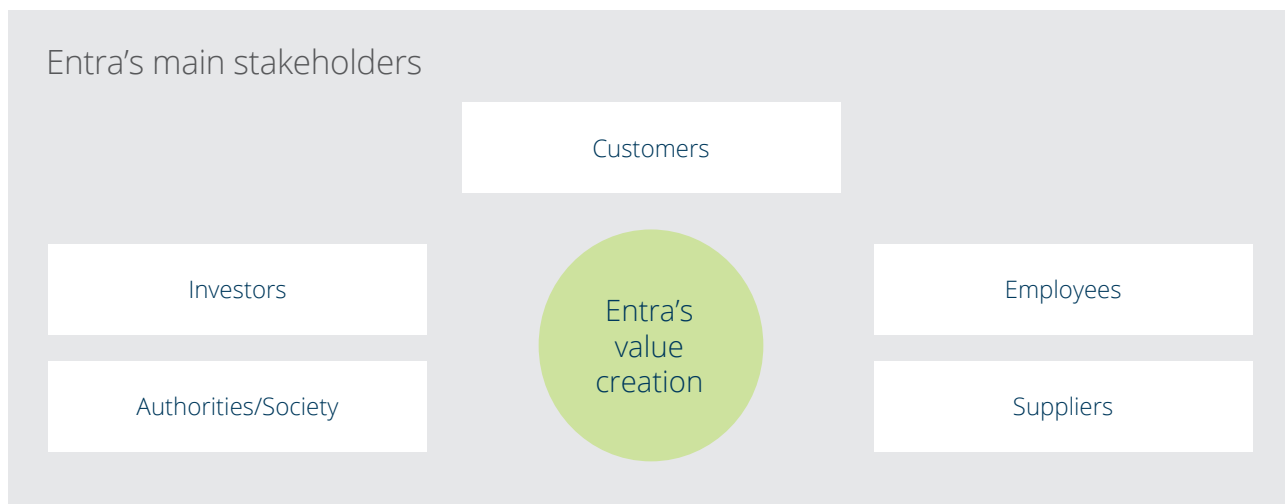 Entra’s main stakeholders
Customers
Investors
Authorities/Society
Entra’s
value
creation
Employees
Suppliers